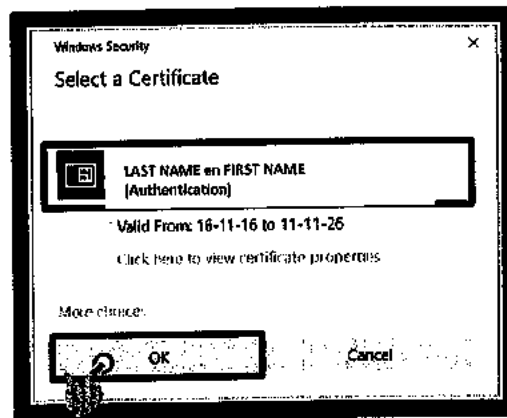 Windows Security
Select a Certificate
LAST NAME en FIRST NAME
(Authentication)
Valid From: 16-11-16 to 11-11-26
Click here to view certificate properties
More choices
OK
Cancel